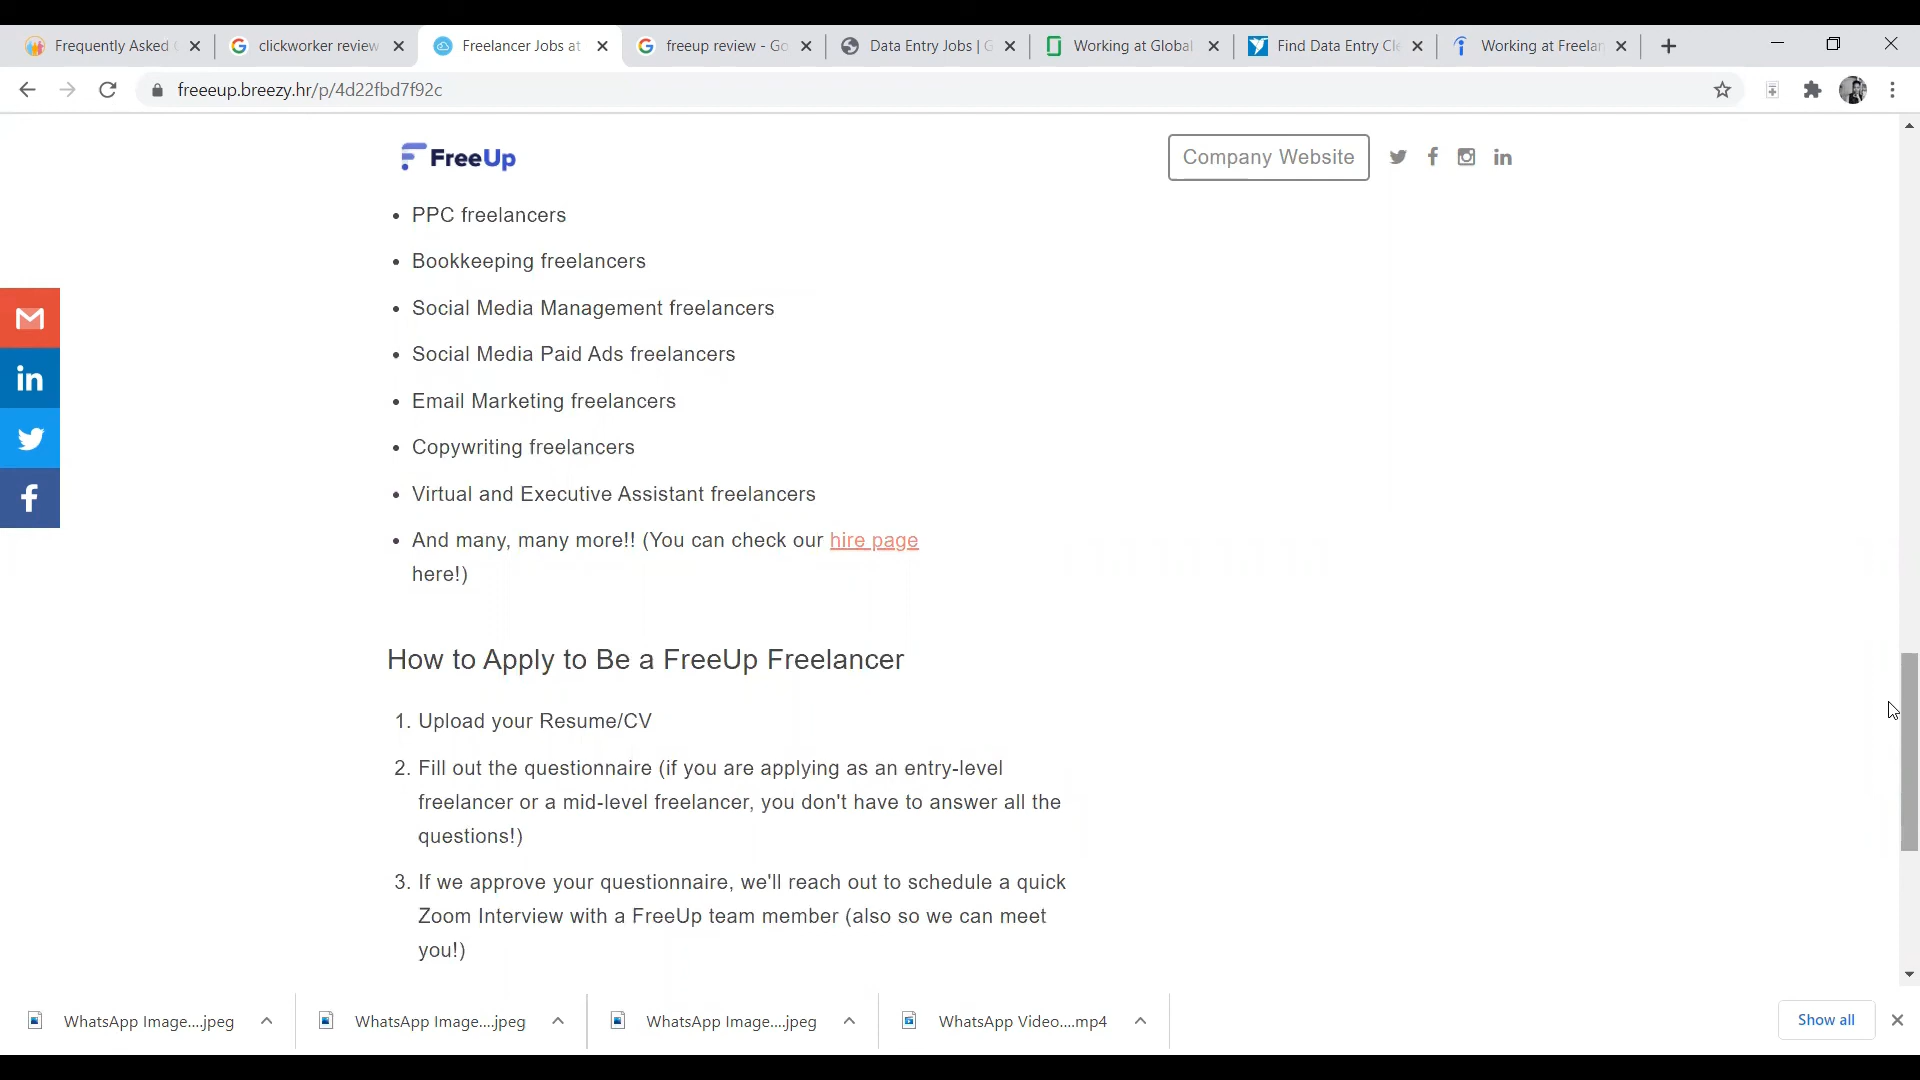 Frequently Asked
clickworker review
Freelancer Jobs at
freeup review - Go
Data Entry Jobs | G
Working at Global
Find Data Entry Cle
Working at Freelan
freeeup.breezy.hr/p/4d22fbd7f92c
FreeUp
Company Website
• PPC freelancers
• Bookkeeping freelancers
• Social Media Management freelancers
• Social Media Paid Ads freelancers
• Email Marketing freelancers
• Copywriting freelancers
• Virtual and Executive Assistant freelancers
• And many, many more!! (You can check our hire page
here!)
How to Apply to Be a FreeUp Freelancer
1. Upload your Resume/CV
2. Fill out the questionnaire (if you are applying as an entry-level
freelancer or a mid-level freelancer, you don't have to answer all the
questions!)
3. If we approve your questionnaire, we'll reach out to schedule a quick
Zoom Interview with a FreeUp team member (also so we can meet
you!)
WhatsApp Image....jpeg
WhatsApp Image....jpeg
WhatsApp Image....jpeg
WhatsApp Video....mp4
Show all